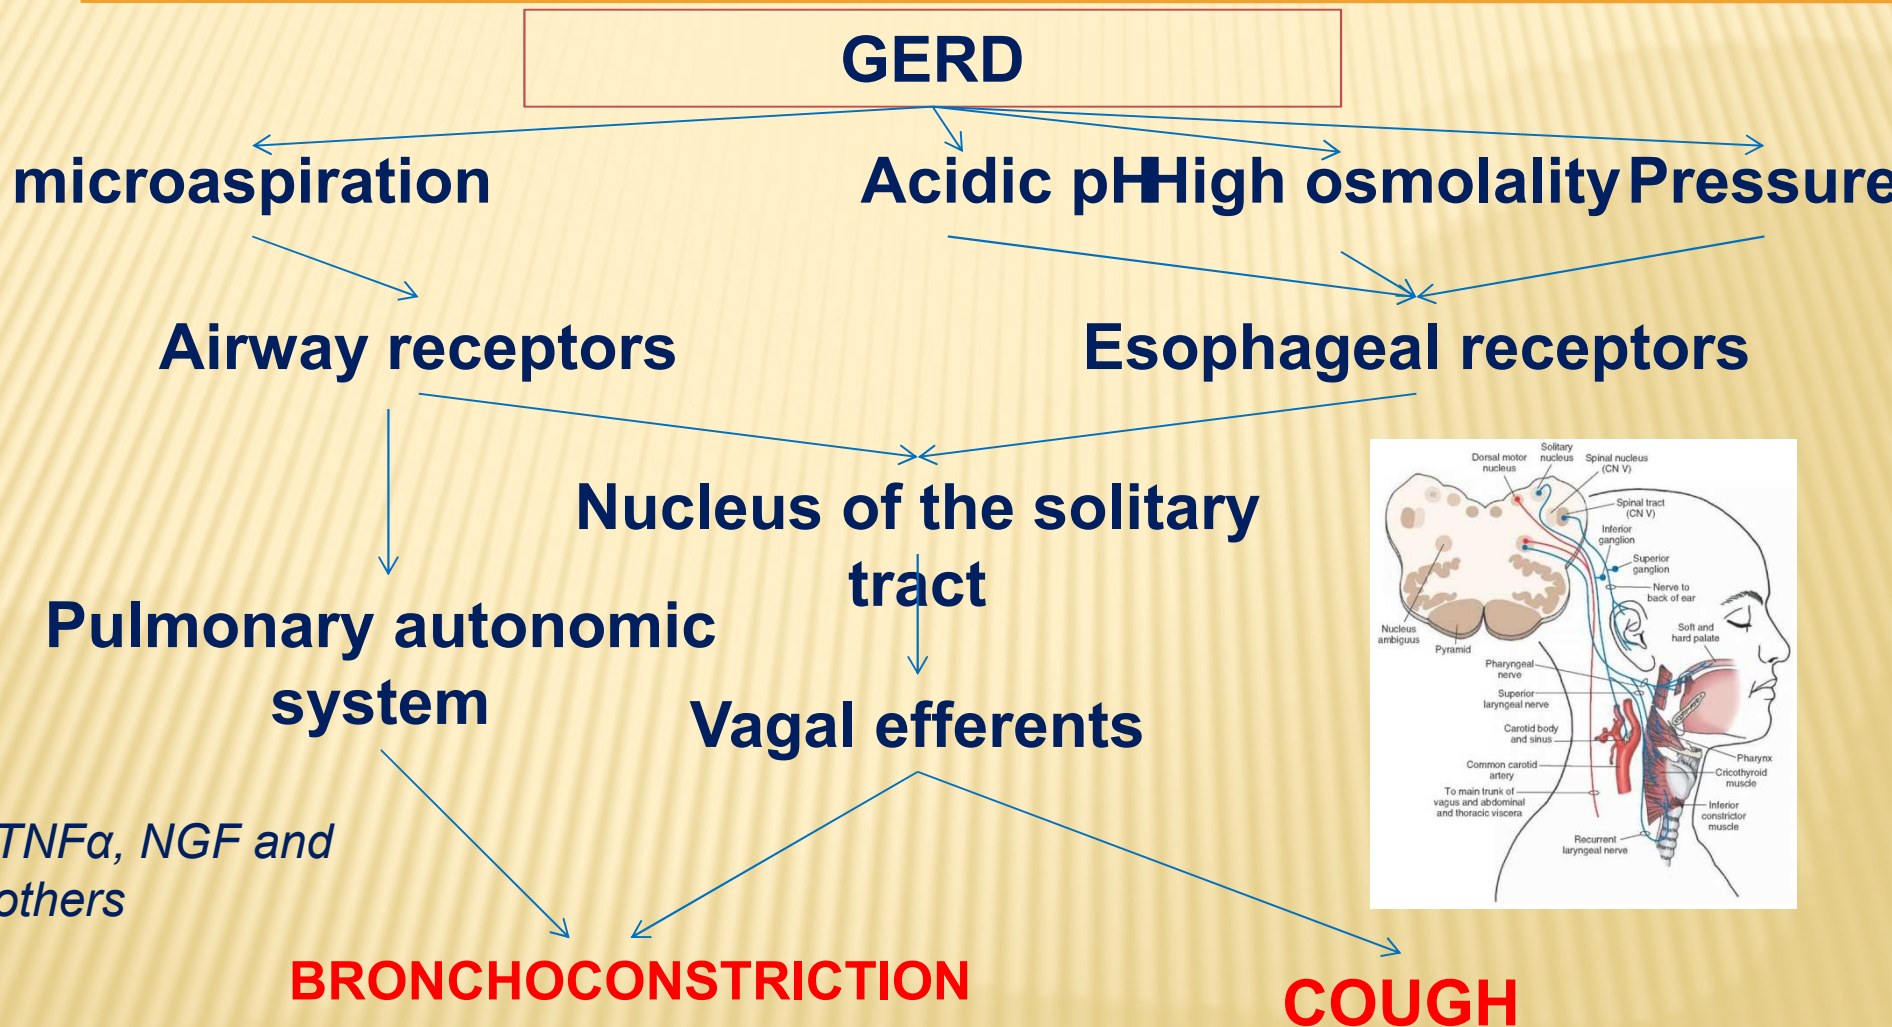 GERD
microaspiration
Acidic pH
High osmolality
Pressure
Airway receptors
Esophageal receptors
Nucleus of the solitary
tract
Pulmonary autonomic
system
Vagal efferents
TNFα, NGF and
others
BRONCHOCONSTRICTION
COUGH
Dorsal motor
nucleus
Solitary
nucleus
Spinal nucleus
(CN V)
Spinal tract
(CN V)
Inferior
ganglion
Superior
ganglion
Nerve to
back of ear
Nucleus
ambiguus
Pyramid
Soft and
hard palate
Pharyngeal
nerve
Superior
laryngeal nerve
Carotid body
and sinus
Common carotid
artery
To main trunk of
vagus and abdominal
and thoracic viscera
Pharynx
Cricothyroid
muscle
Inferior
constrictor
muscle
Recurrent
laryngeal nerve